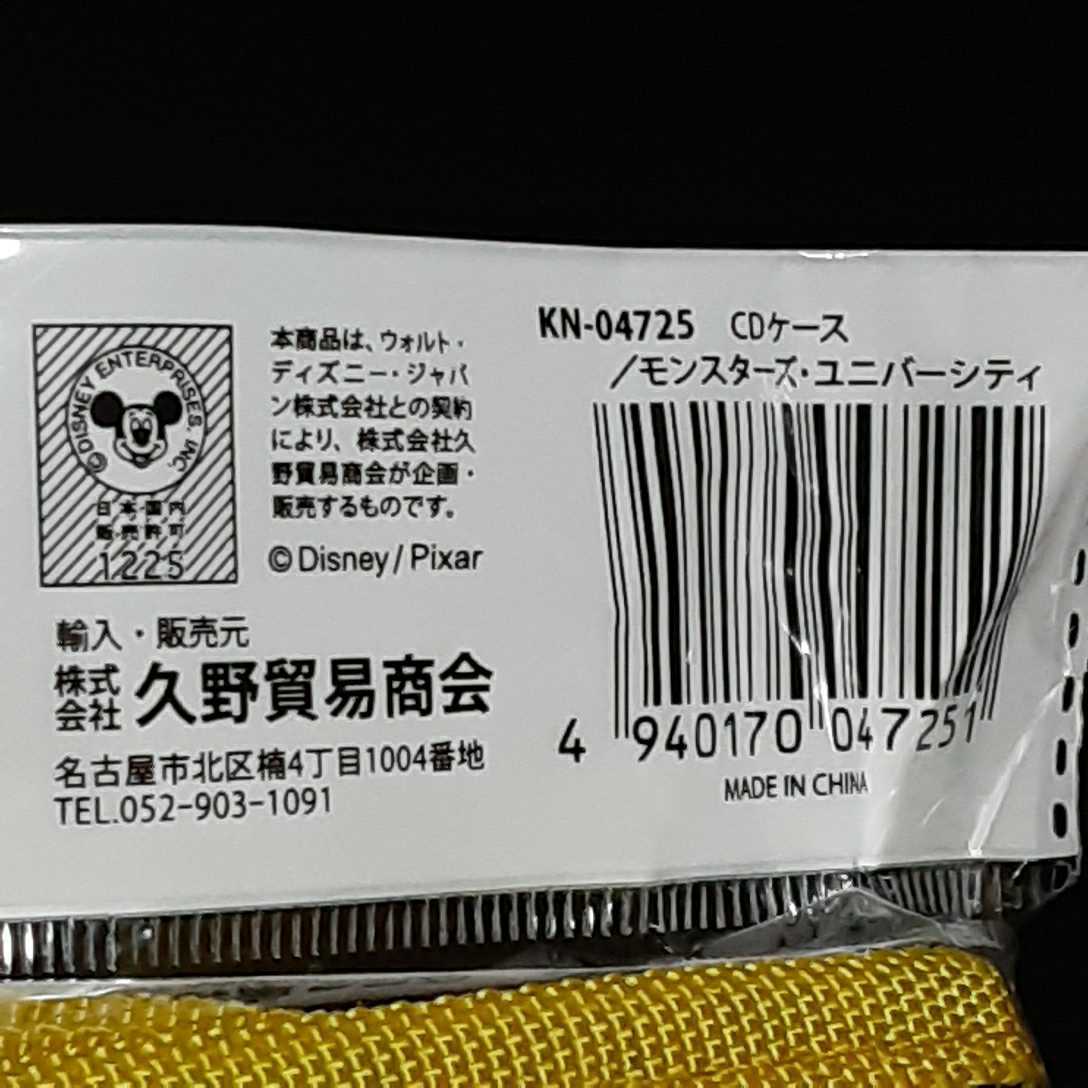 © DISNEY ENTERPRISES, INC.
日本国内
販売許可
1225
本商品は、ウォルト・
ディズニー・ジャパ
ン株式会社との契約
により、株式会社久
野貿易商会が企画・
販売するものです。
©Disney/Pixar
輸入・販売元
株式会社 久野貿易商会
名古屋市北区楠4丁目1004番地
TEL.052-903-1091
KN-04725 CDケース
/モンスターズ・ユニバーシティ
4 940170 047251
MADE IN CHINA